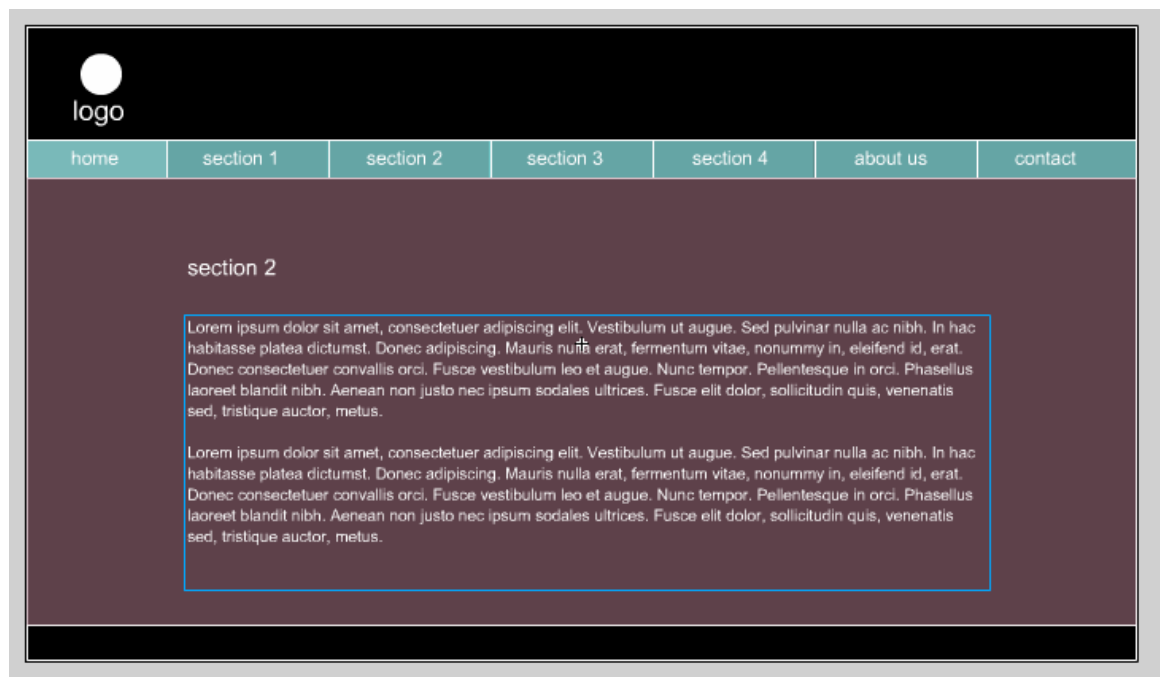 logo
home section 1 section 2 section 3 section 4 about us contact
section 2
Lorem ipsum dolor sit amet, consectetuer adipiscing elit. Vestibulum ut augue. Sed pulvinar nulla ac nibh. In hac
habitasse platea dictumst. Donec adipiscing. Mauris nulla erat, fermentum vitae, nonummy in, eleifend id, erat.
Donec consectetuer convallis orci. Fusce vestibulum leo et augue. Nunc tempor. Pellentesque in orci. Phasellus
laoreet blandit nibh. Aenean non justo nec ipsum sodales ultrices. Fusce elit dolor, sollicitudin quis, venenatis
sed, tristique auctor, metus.
Lorem ipsum dolor sit amet, consectetuer adipiscing elit. Vestibulum ut augue. Sed pulvinar nulla ac nibh. In hac
habitasse platea dictumst. Donec adipiscing. Mauris nulla erat, fermentum vitae, nonummy in, eleifend id, erat.
Donec consectetuer convallis orci. Fusce vestibulum leo et augue. Nunc tempor. Pellentesque in orci. Phasellus
laoreet blandit nibh. Aenean non justo nec ipsum sodales ultrices. Fusce elit dolor, sollicitudin quis, venenatis
sed, tristique auctor, metus.